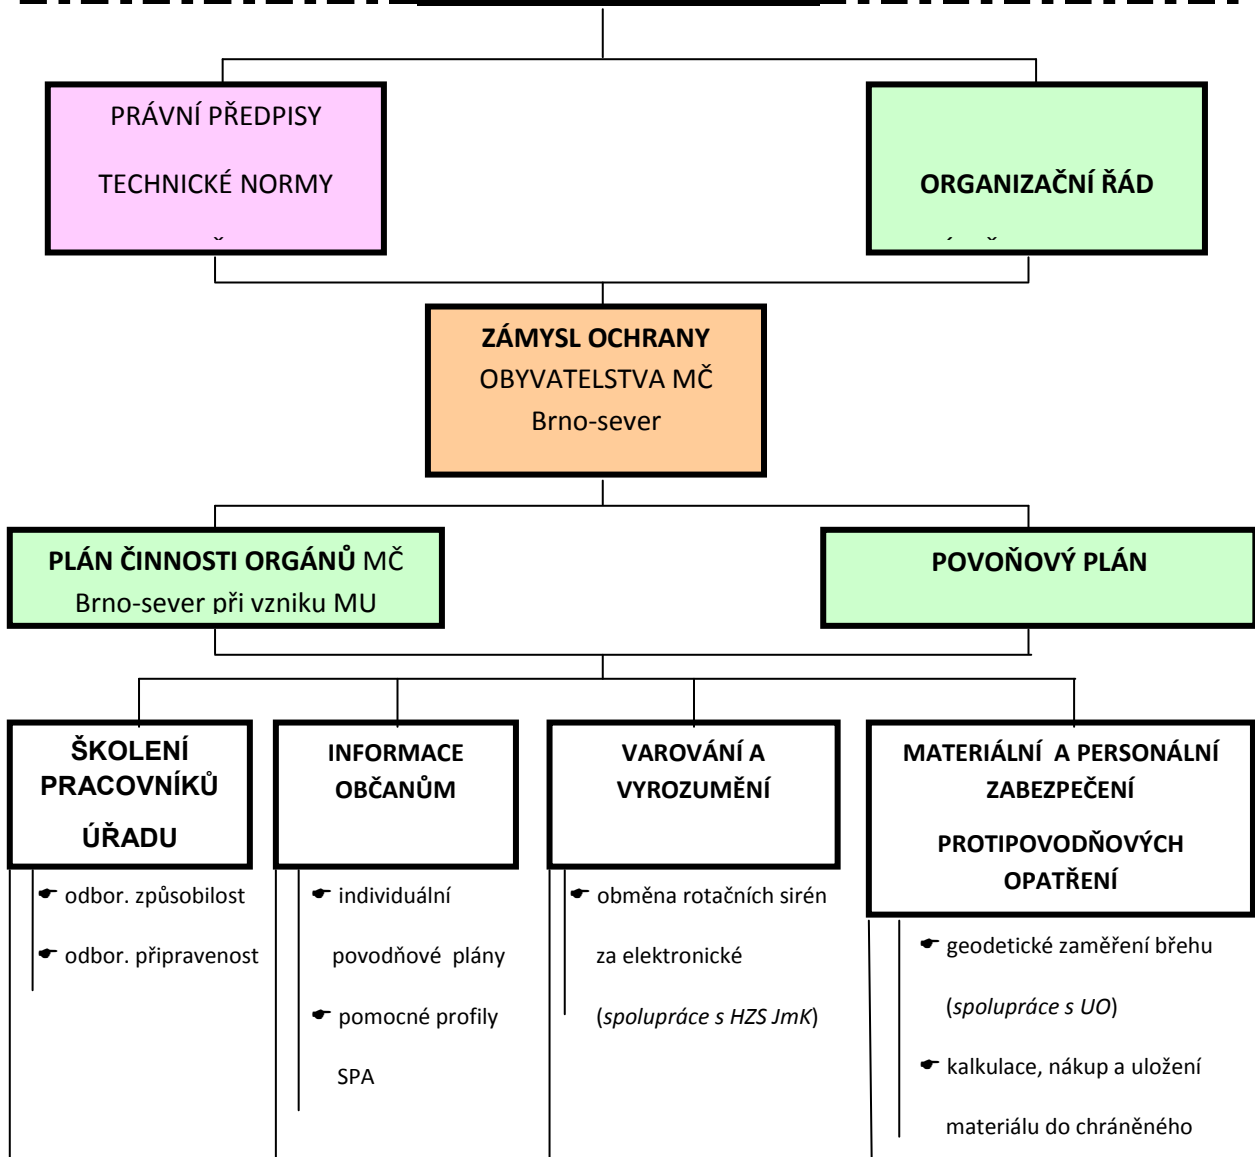 PRÁVNÍ PŘEDPISY
TECHNICKÉ NORMY
ORGANIZAČNÍ ŘÁD
ZÁMYSL OCHRANY
OBYVATELSTVA MČ
Brno-sever
PLÁN ČINNOSTI ORGÁNŮ MČ
Brno-sever při vzniku MU
POVOŇOVÝ PLÁN
ŠKOLENÍ
PRACOVNÍKŮ
ÚŘADU
☛ odbor. způsobilost
☛ odbor. připravenost
INFORMACE
OBČANŮM
☛ individuální
povodňové plány
☛ pomocné profily
SPA
VAROVÁNÍ A
VYROZUMĚNÍ
☛ obměna rotačních sirén
za elektronické
(spolupráce s HZS JmK)
MATERIÁLNÍ A PERSONÁLNÍ
ZABEZPEČENÍ
PROTIPOVODŇOVÝCH
OPATŘENÍ
☛ geodetické zaměření břehu
(spolupráce s UO)
☛ kalkulace, nákup a uložení
materiálu do chráněného